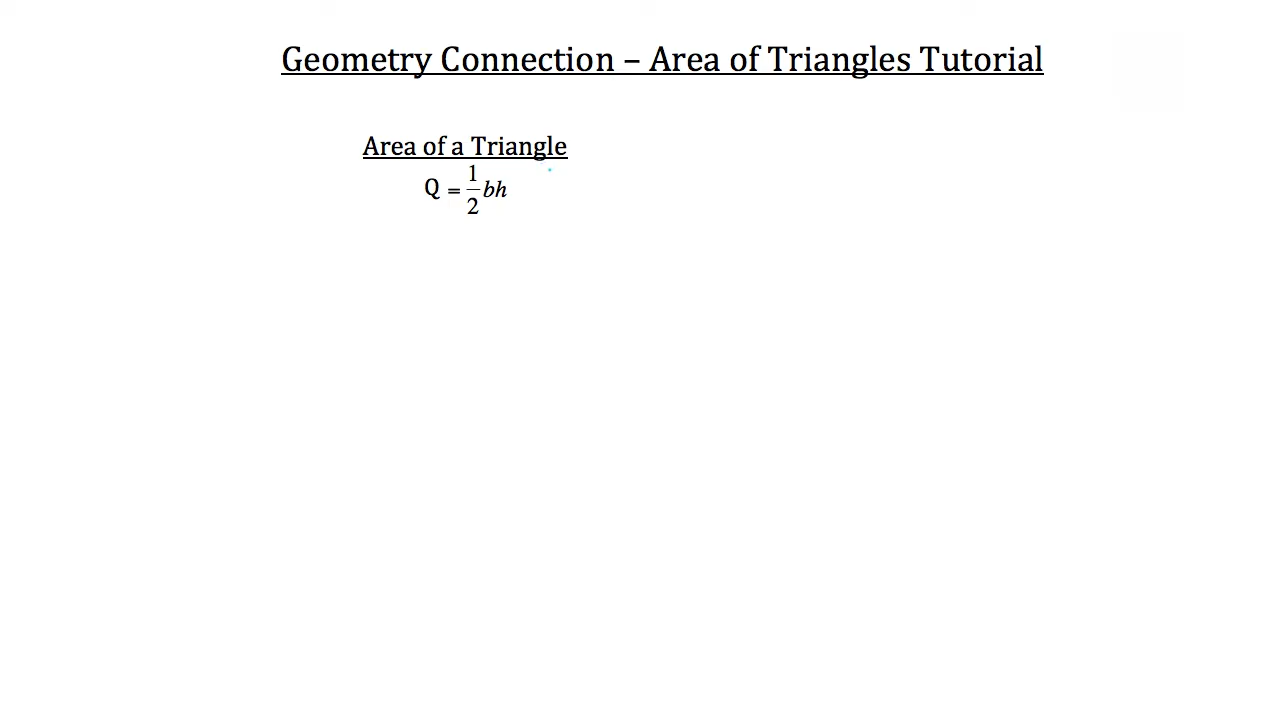 Geometry Connection – Area of Triangles Tutorial
Area of a Triangle
Q = 1/2 bh